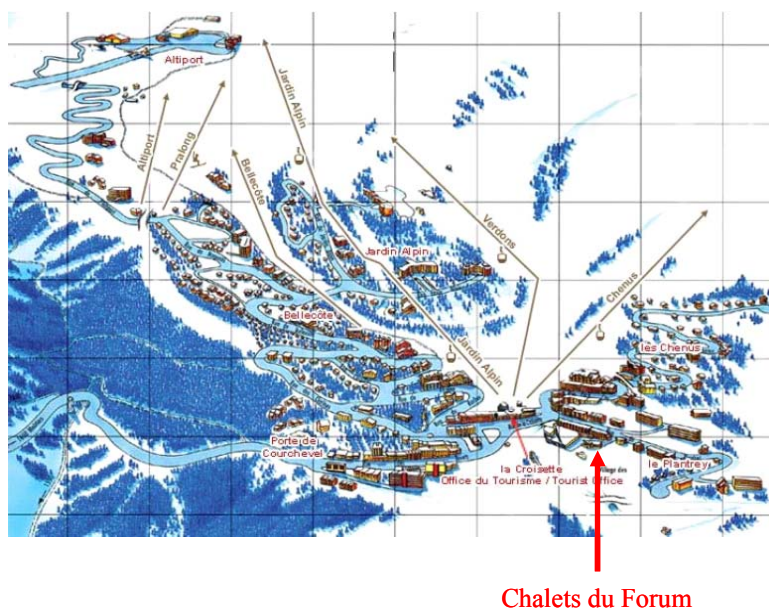 Altiport
Jardin Alpin
Altiport
Pralong
Bellecôte
Verdons
Jardin Alpin
Chenus
Bellecôte
Jardin Alpin
les Chenus
Porte de
Courchevel
la Croisette
Office du Tourisme / Tourist Office
le Plantrey
Chalets du Forum